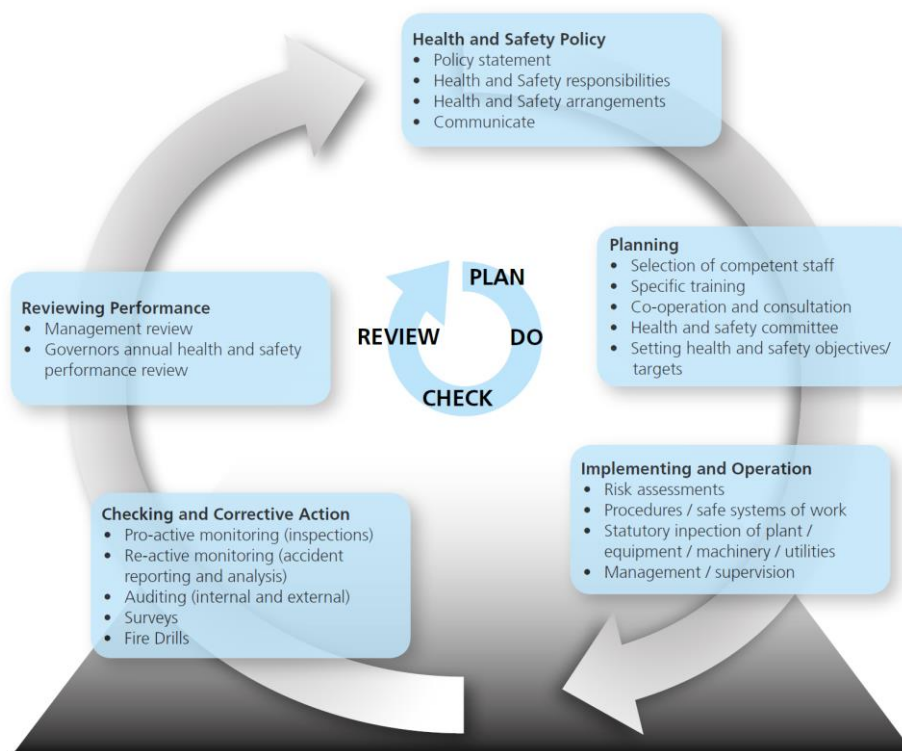 Health and Safety Policy
• Policy statement
• Health and Safety responsibilities
• Health and Safety arrangements
• Communicate
Planning
• Selection of competent staff
• Specific training
• Co-operation and consultation
• Health and safety committee
• Setting health and safety objectives/
targets
Implementing and Operation
• Risk assessments
• Procedures / safe systems of work
• Statutory inpection of plant /
equipment / machinery / utilities
• Management / supervision
Checking and Corrective Action
• Pro-active monitoring (inspections)
• Re-active monitoring (accident
reporting and analysis)
• Auditing (internal and external)
• Surveys
• Fire Drills
Reviewing Performance
• Management review
• Governors annual health and safety
performance review
PLAN
DO
CHECK
REVIEW